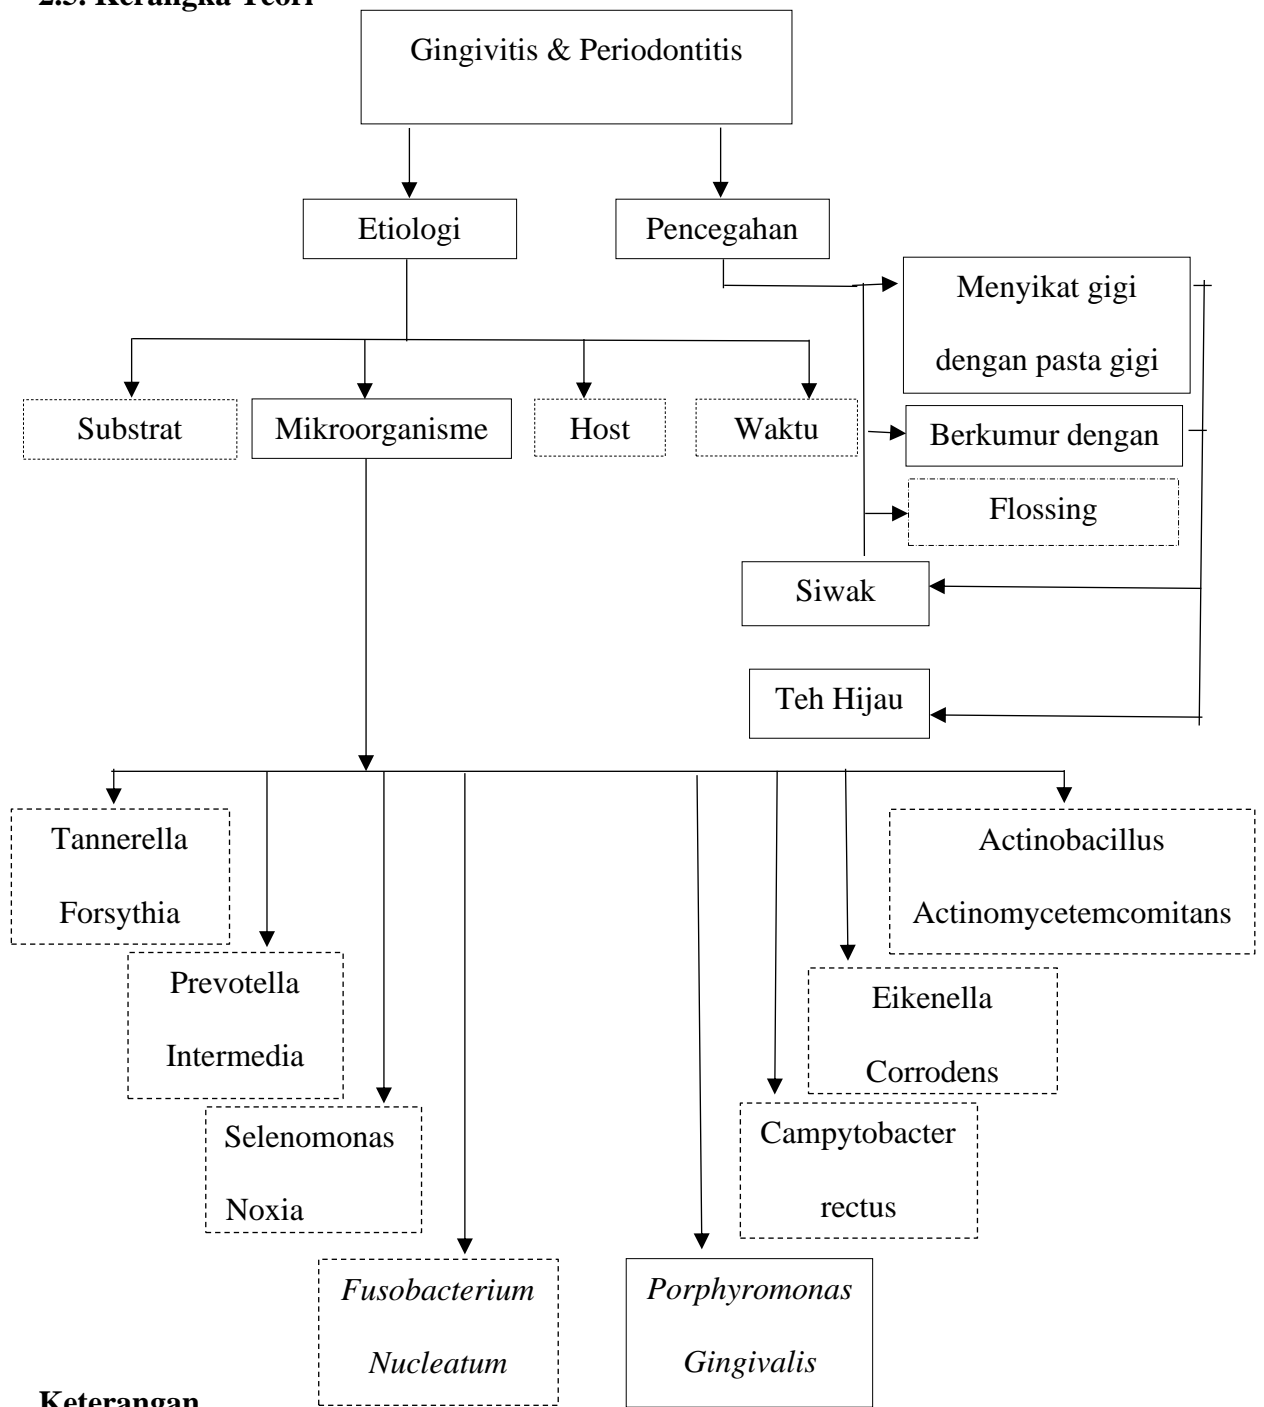 2.5. Kerangka Teori
Gingivitis & Periodontitis
Etiologi
Pencegahan
Menyikat gigi
dengan pasta gigi
Substrat
Mikroorganisme
Host
Waktu
Berkumur dengan
Flossing
Siwak
Teh Hijau
Tannerella
Forsythia
Actinobacillus
Actinomycetemcomitans
Prevotella
Intermedia
Eikenella
Corrodens
Selenomonas
Noxia
Campytobacter
rectus
Fusobacterium
Nucleatum
Porphyromonas
Gingivalis
Keterangan